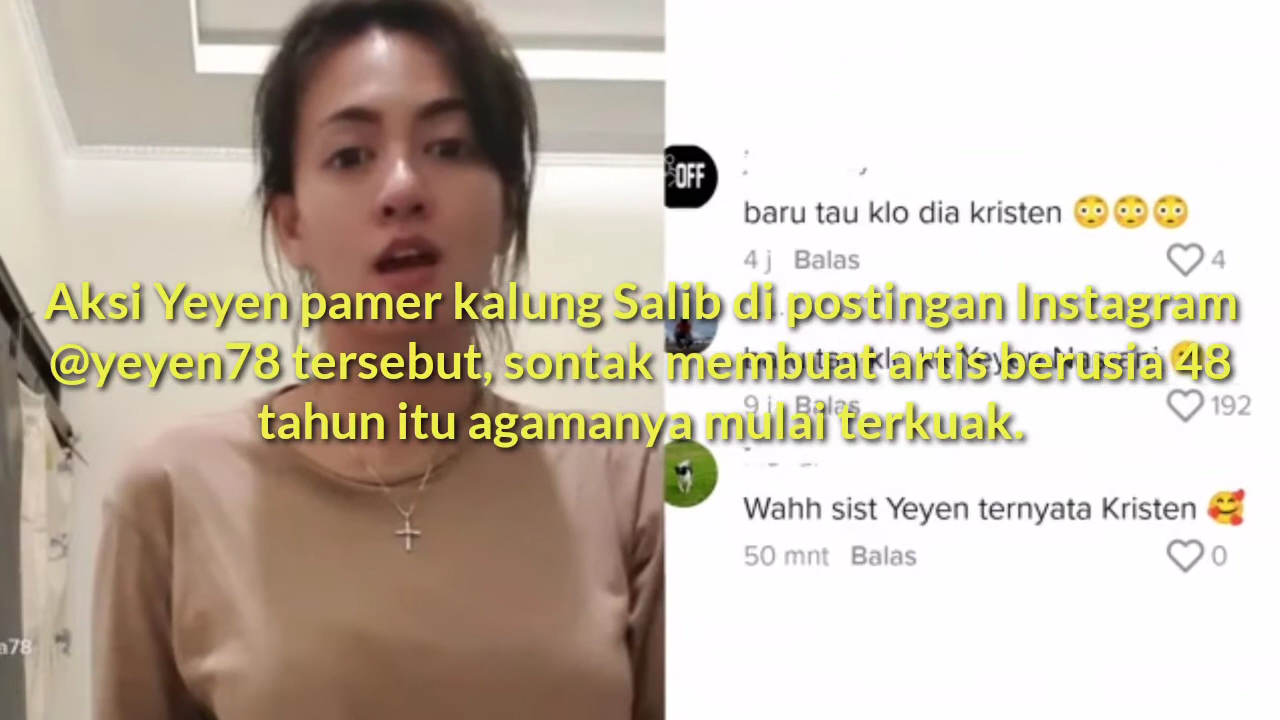 OFF
baru tau klo dia kristen 😳😳😳
4 j Balas 4
Aksi Yeyen pamer kalung Salib di postingan Instagram
@yeyen78 tersebut, sontak membuat artis berusia 48
tahun itu agamanya mulai terkuak.
9 j Balas 192
Wahh sist Yeyen ternyata Kristen 🥰
50 mnt Balas 0
a78